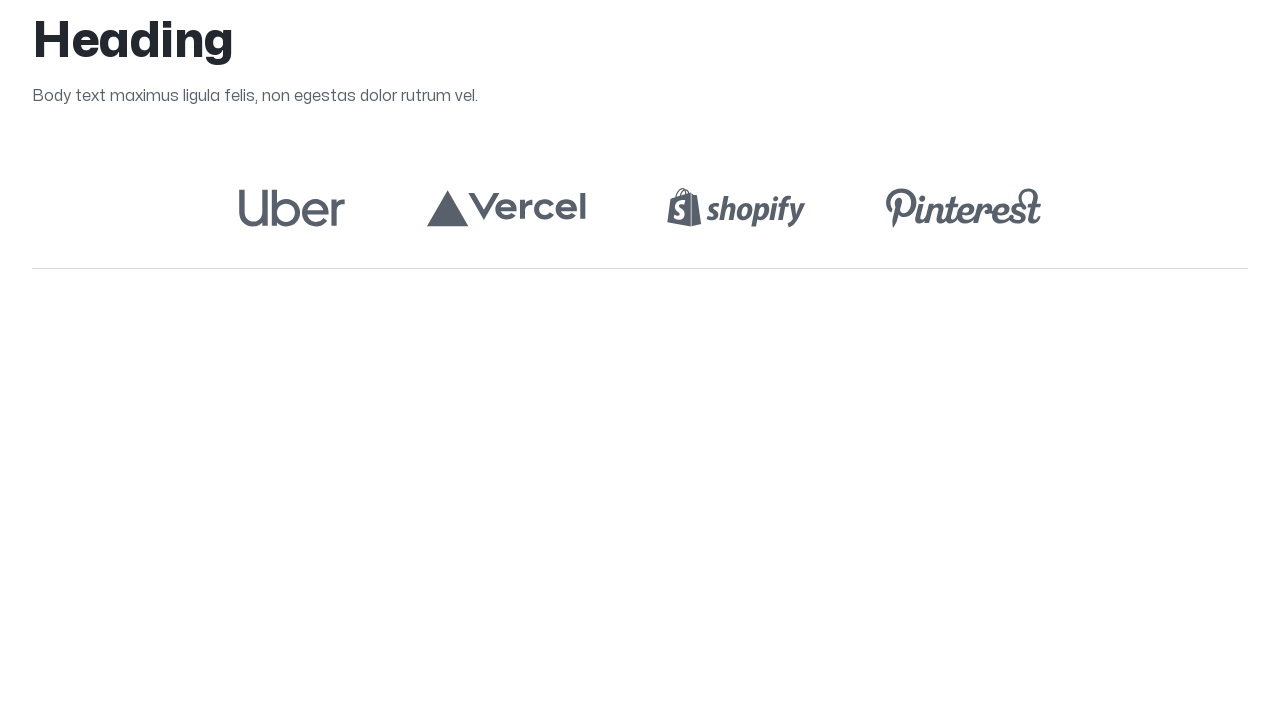 Heading
Body text maximus ligula felis, non egestas dolor rutrum vel.
Uber Vercel shopify Pinterest